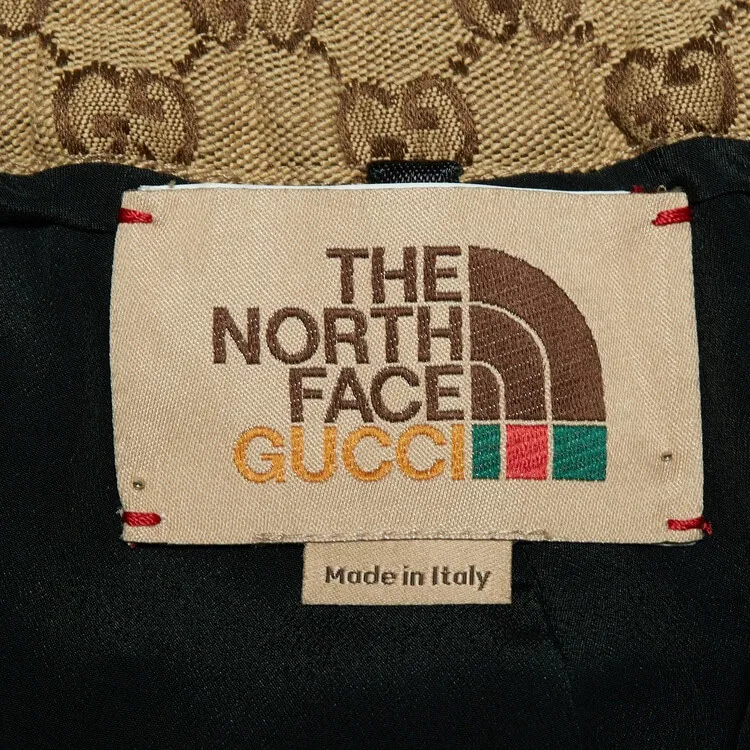 THE
NORTH
FACE
GUCCI
Made in Italy